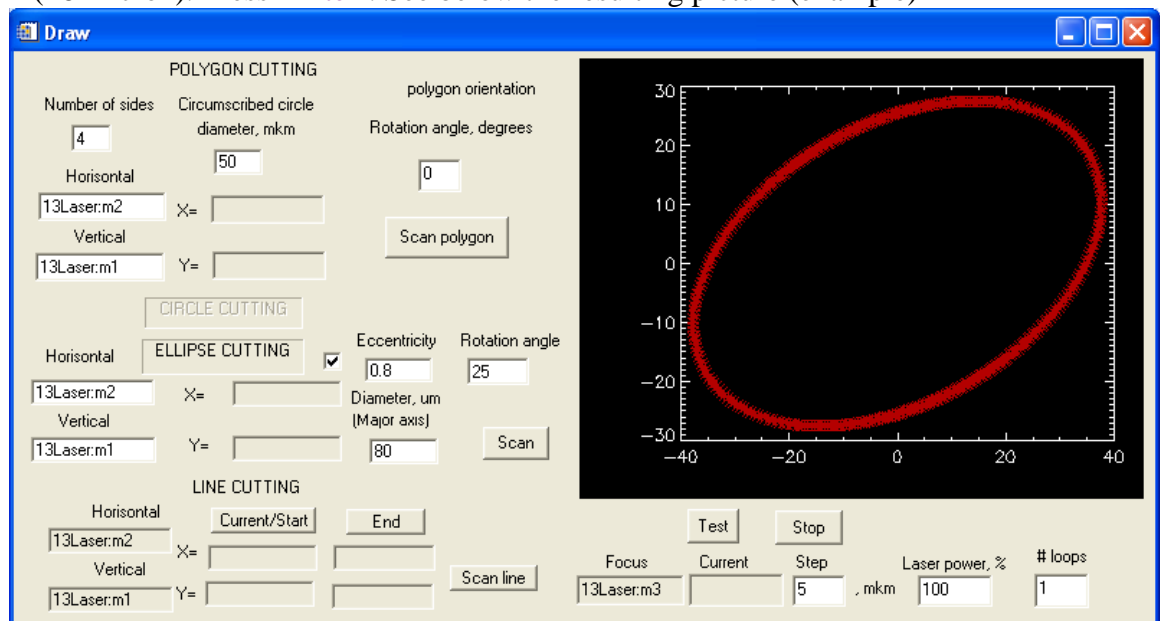 Draw
POLYGON CUTTING
Number of sides
Circumscribed circle
diameter, mkm
polygon orientation
Rotation angle, degrees
4
50
0
Horisontal
13Laser:m2
X=
Vertical
13Laser:m1
Y=
Scan polygon
CIRCLE CUTTING
ELLIPSE CUTTING
Eccentricity
Rotation angle
0.8
25
Horisontal
13Laser:m2
X=
Diameter, um
(Major axis)
Vertical
13Laser:m1
Y=
80
Scan
LINE CUTTING
Horisontal
Current/Start
End
13Laser:m2
X=
Vertical
13Laser:m1
Y=
Scan line
30
20
10
0
−10
−20
−30
−40
−20
0
20
40
Test
Stop
Focus
Current
Step
Laser power, %
# loops
13Laser:m3
5
, mkm
100
1